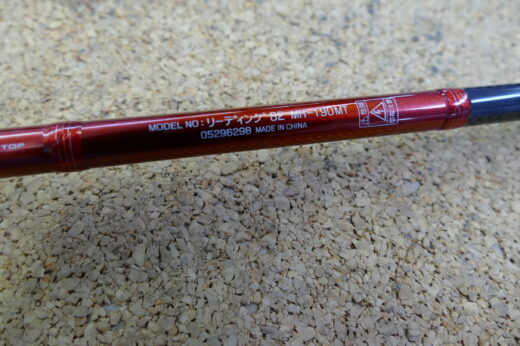 TOP
MODEL NO: リーディング 82 MH-190MT
05296298 MADE IN CHINA